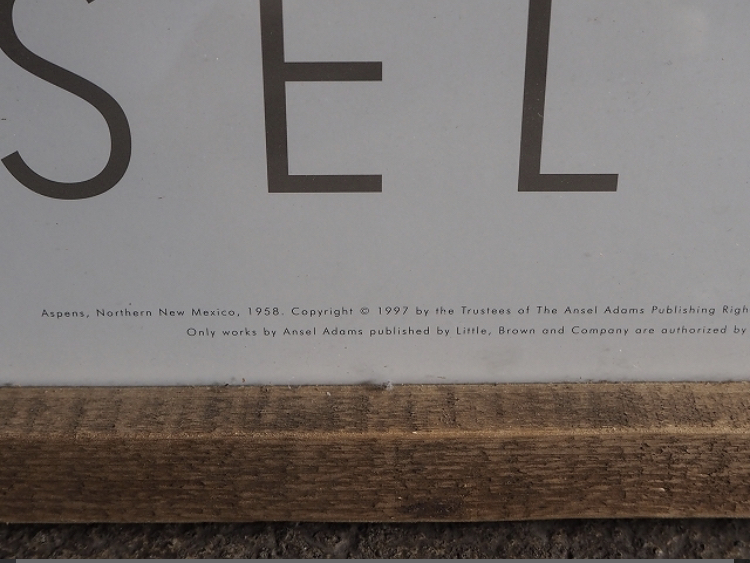 SEL
Aspens, Northern New Mexico, 1958. Copyright © 1997 by the Trustees of The Ansel Adams Publishing Righ
Only works by Ansel Adams published by Little, Brown and Company are authorized by